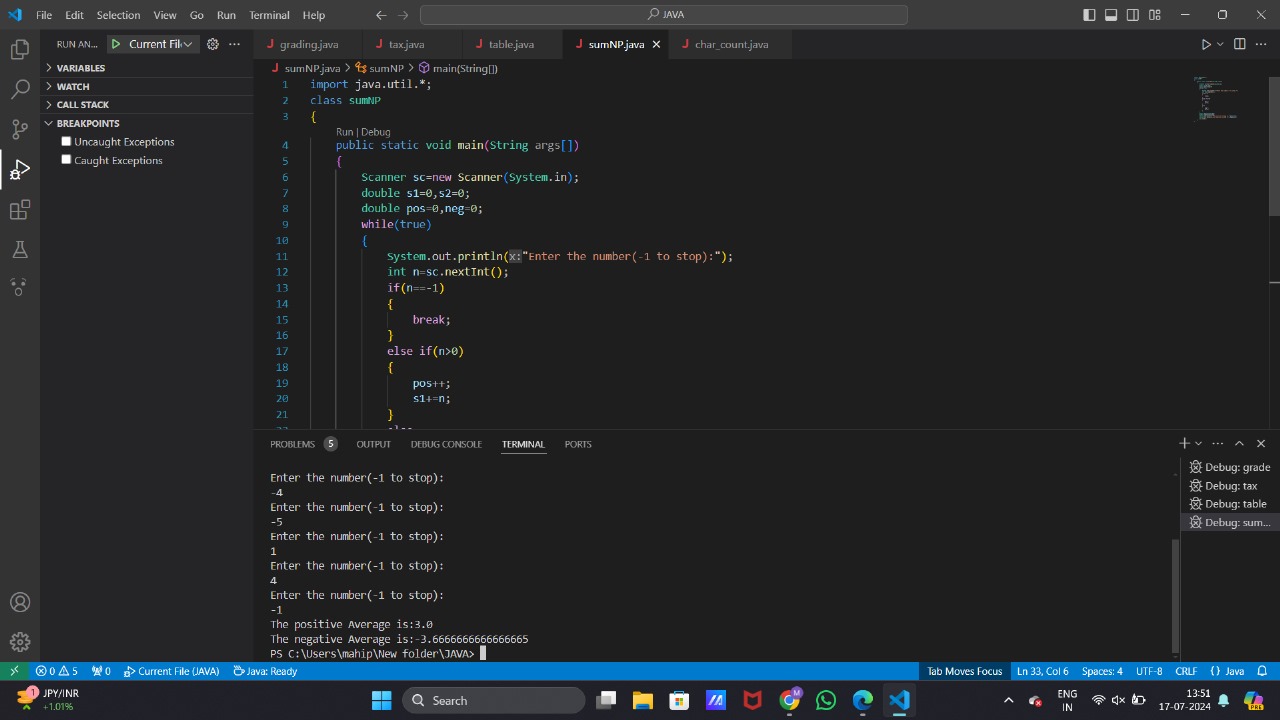 File Edit Selection View Go Run Terminal Help
JAVA
RUN AN... Current Fil
grading.java tax.java table.java sumNP.java char_count.java
VARIABLES
WATCH
CALL STACK
BREAKPOINTS
Uncaught Exceptions
Caught Exceptions
sumNP.java > sumNP > main(String[])
1 import java.util.*;
2 class sumNP
3 {
Run | Debug
4 public static void main(String args[])
5 {
6 Scanner sc=new Scanner(System.in);
7 double s1=0,s2=0;
8 double pos=0,neg=0;
9 while(true)
10 {
11 System.out.println(x:"Enter the number(-1 to stop):");
12 int n=sc.nextInt();
13 if(n==-1)
14 {
15 break;
16 }
17 else if(n>0)
18 {
19 pos++;
20 s1+=n;
21 }
22 else
PROBLEMS 5 OUTPUT DEBUG CONSOLE TERMINAL PORTS
Enter the number(-1 to stop):
-4
Enter the number(-1 to stop):
-5
Enter the number(-1 to stop):
1
Enter the number(-1 to stop):
4
Enter the number(-1 to stop):
-1
The positive Average is:3.0
The negative Average is:-3.6666666666666665
PS C:\Users\mahip\New folder\JAVA>
Debug: grade
Debug: tax
Debug: table
Debug: sum...
0 5 0 Current File (JAVA) Java: Ready Tab Moves Focus Ln 33, Col 6 Spaces: 4 UTF-8 CRLF {} Java
1 JPY/INR
+1.01%
Search
M
ENG
IN
13:51
17-07-2024
PRE